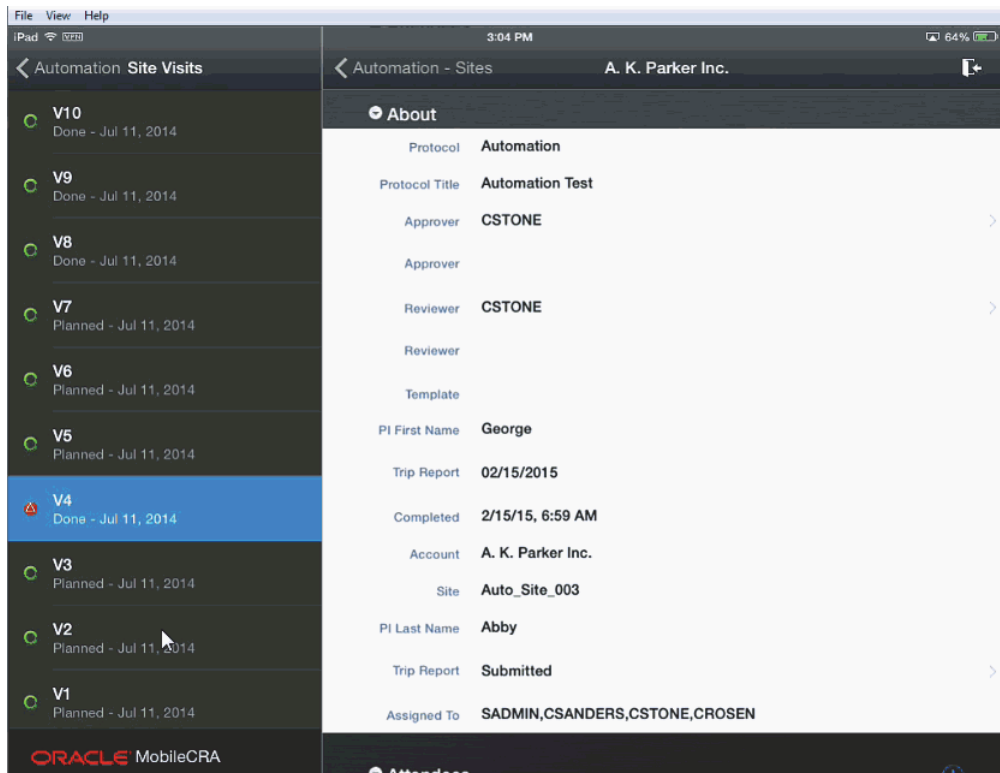 File View Help
iPad VPN 3:04 PM 64%
Automation Site Visits
V10
Done - Jul 11, 2014
V9
Done - Jul 11, 2014
V8
Done - Jul 11, 2014
V7
Planned - Jul 11, 2014
V6
Planned - Jul 11, 2014
V5
Planned - Jul 11, 2014
V4
Done - Jul 11, 2014
V3
Planned - Jul 11, 2014
V2
Planned - Jul 11, 2014
V1
Planned - Jul 11, 2014
ORACLE MobileCRA
Automation - Sites A. K. Parker Inc.
About
Protocol Automation
Protocol Title Automation Test
Approver CSTONE
Approver
Reviewer CSTONE
Reviewer
Template
PI First Name George
Trip Report 02/15/2015
Completed 2/15/15, 6:59 AM
Account A. K. Parker Inc.
Site Auto_Site_003
PI Last Name Abby
Trip Report Submitted
Assigned To SADMIN,CSANDERS,CSTONE,CROSEN
Attendees